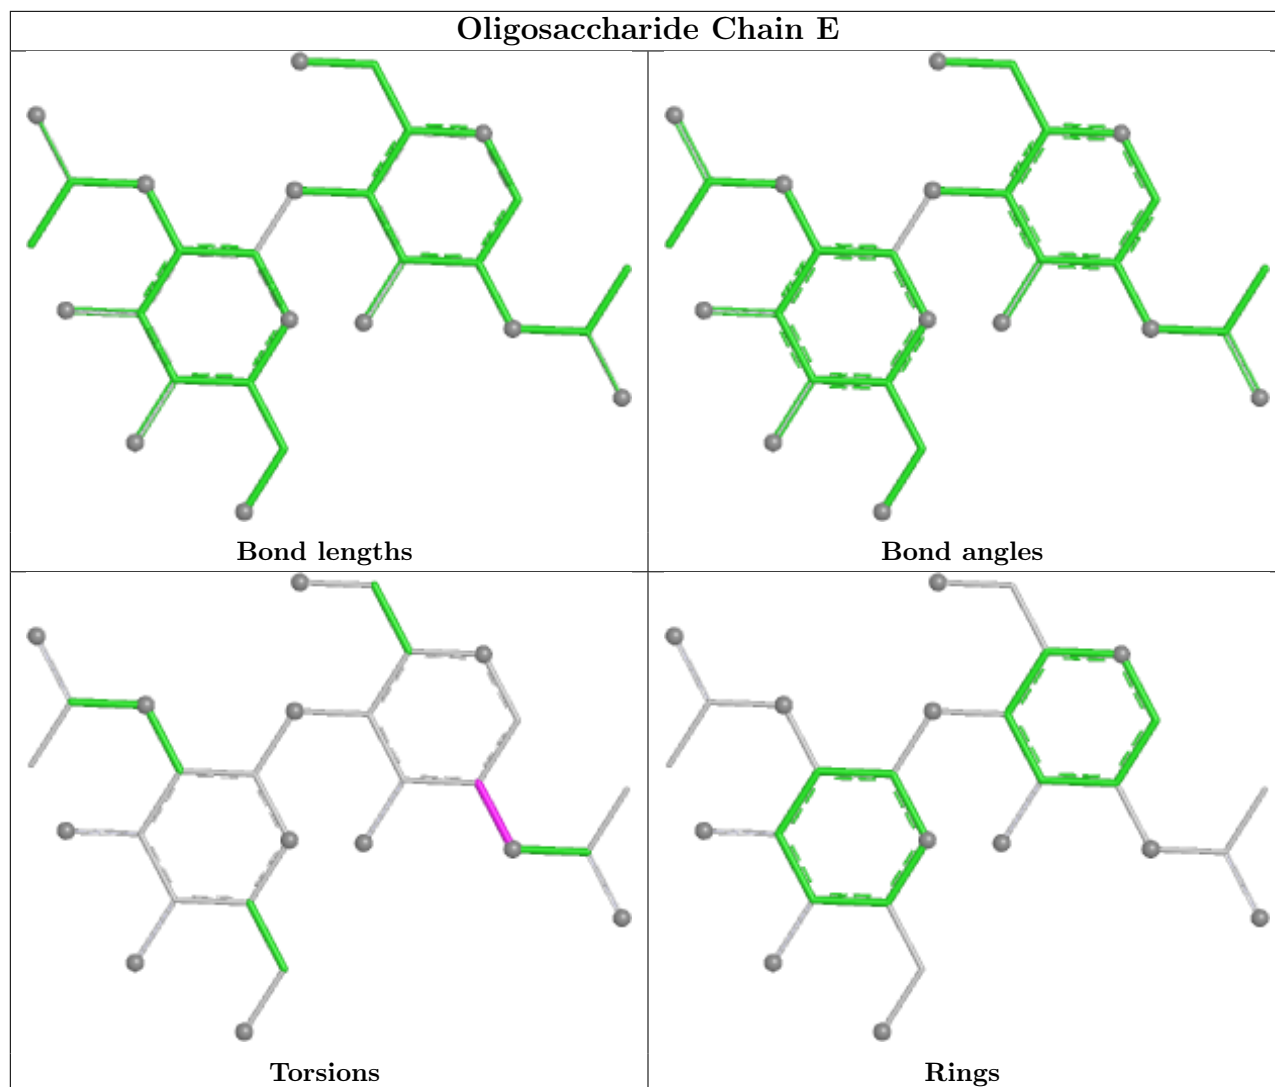 Oligosaccharide Chain E
Bond lengths
Bond angles
Torsions
Rings